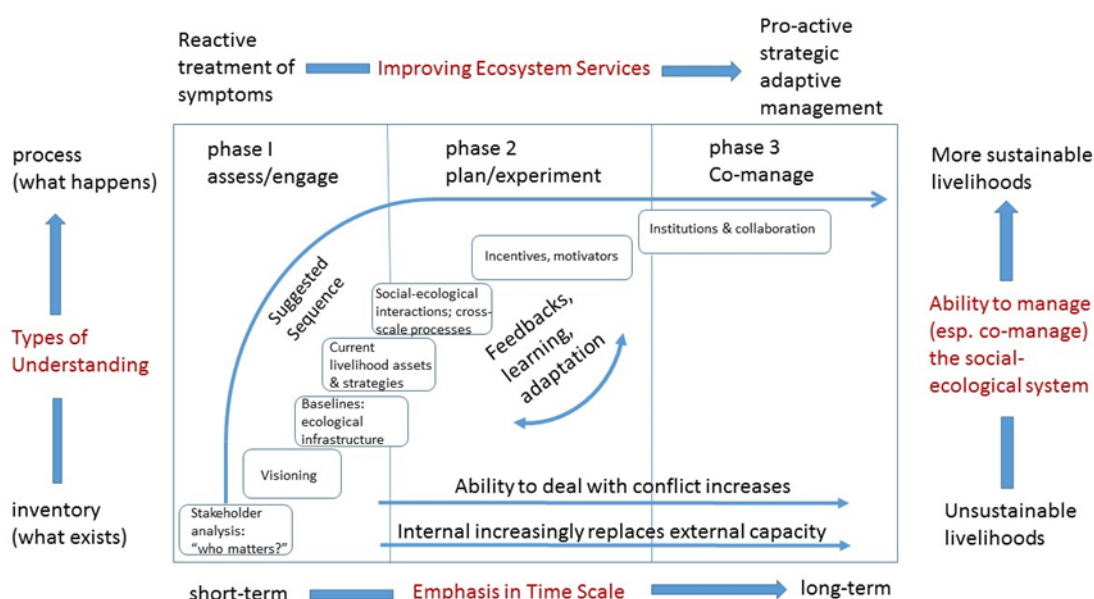 Reactive
treatment of
symptoms
Improving Ecosystem Services
Pro-active
strategic
adaptive
management
process
(what happens)
Types of
Understanding
inventory
(what exists)
phase I
assess/engage
phase 2
plan/experiment
phase 3
Co-manage
Suggested
Sequence
Institutions & collaboration
Incentives, motivators
Social-ecological
interactions; cross-
scale processes
Feedbacks,
learning,
adaptation
Current
livelihood assets
& strategies
Baselines:
ecological
infrastructure
Visioning
Stakeholder
analysis:
“who matters?”
Ability to deal with conflict increases
Internal increasingly replaces external capacity
More sustainable
livelihoods
Ability to manage
(esp. co-manage)
the social-
ecological system
Unsustainable
livelihoods
short-term
Emphasis in Time Scale
long-term